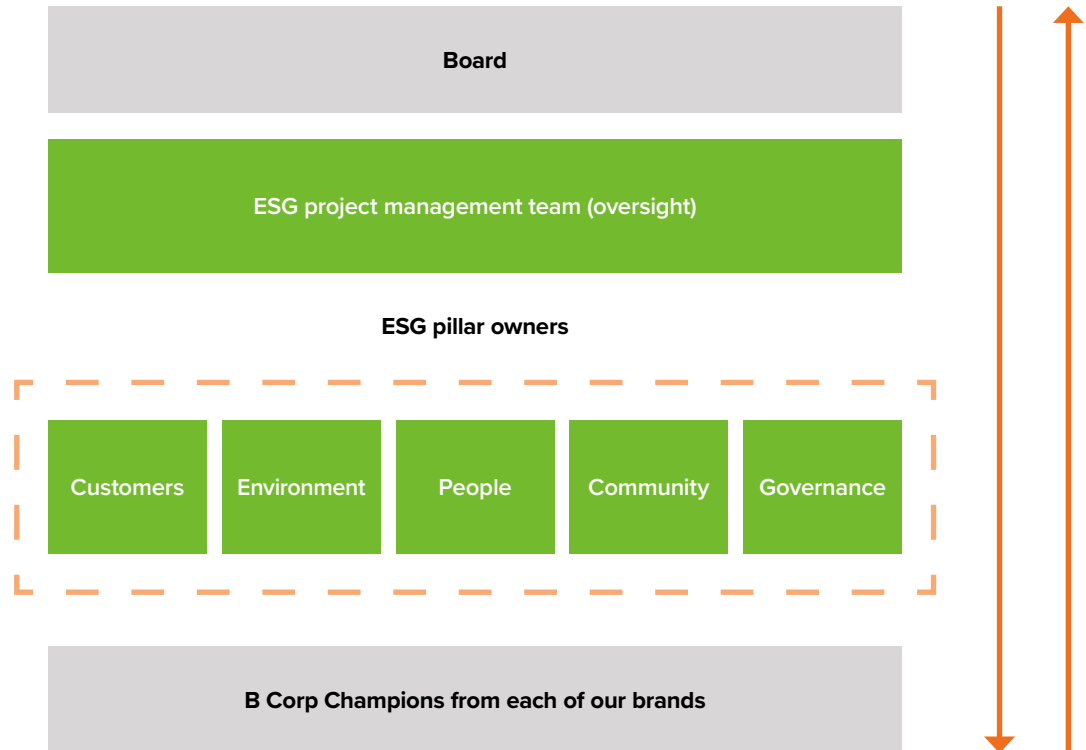 Board
ESG project management team (oversight)
ESG pillar owners
Customers
Environment
People
Community
Governance
B Corp Champions from each of our brands